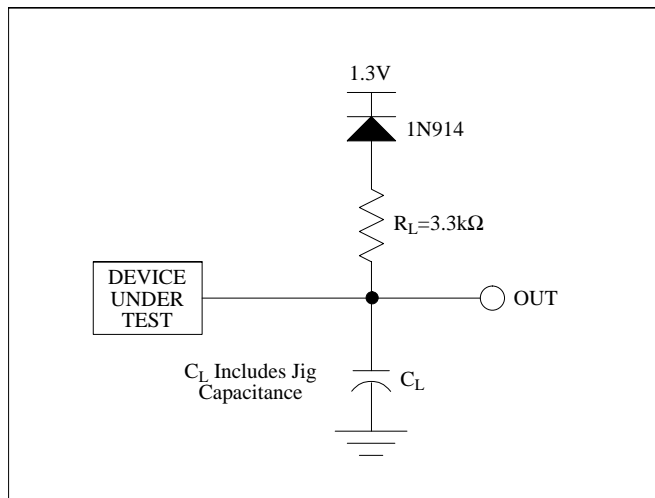 1.3V
1N914
R_L=3.3kΩ
DEVICE
UNDER
TEST
OUT
C_L Includes Jig
Capacitance
C_L